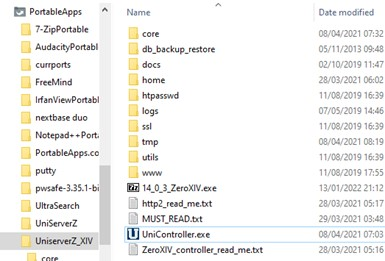 PortableApps
7-ZipPortable
AudacityPortabl
currports
FreeMind
IrfanViewPortabl
nextbase duo
Notepad++Porta
PortableApps.co
putty
pwsafe-3.35.1-bi
UltraSearch
UniServerZ
UniserverZ_XIV
core
Name Date modified
core 08/04/2021 07:32
db_backup_restore 05/11/2013 09:48
docs 02/10/2019 11:47
home 28/03/2021 06:02
htpasswd 11/08/2019 16:39
logs 07/05/2019 14:46
ssl 11/08/2019 16:39
tmp 08/04/2021 08:19
utils 11/08/2019 16:39
www 11/08/2019 17:55
14_0_3_ZeroXIV.exe 13/01/2022 21:12
http2_read_me.txt 28/03/2021 05:17
MUST_READ.txt 29/03/2021 03:48
UniController.exe 08/04/2021 07:03
ZeroXIV_controller_read_me.txt 28/03/2021 05:16